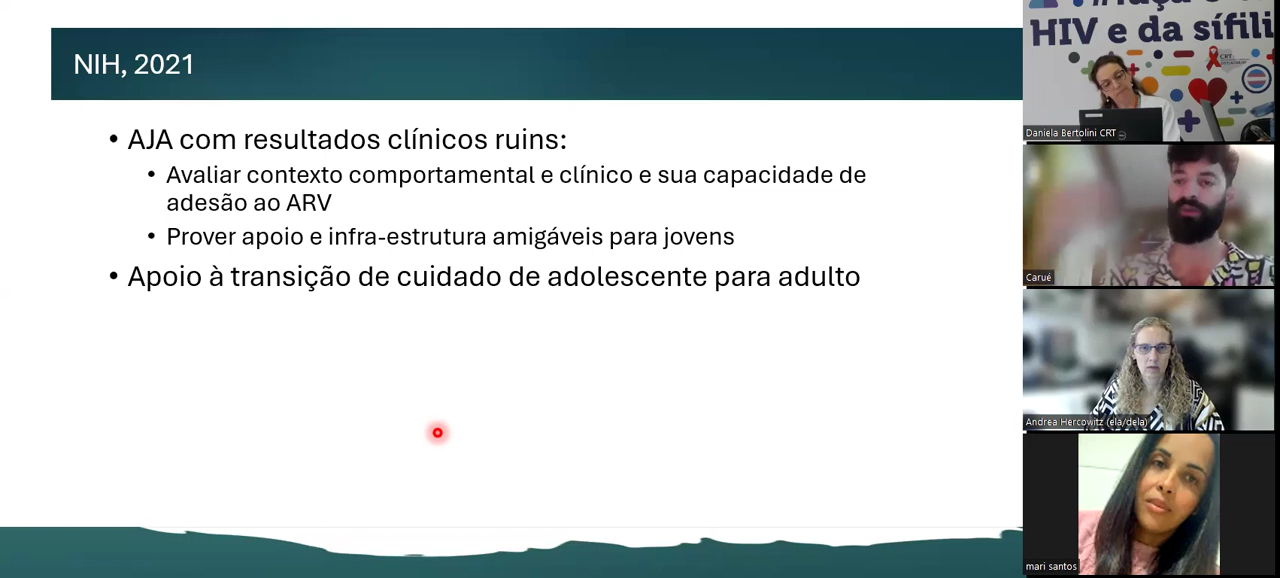 NIH, 2021
• AJA com resultados clínicos ruins:
• Avaliar contexto comportamental e clínico e sua capacidade de
adesão ao ARV
• Prover apoio e infra-estrutura amigáveis para jovens
• Apoio à transição de cuidado de adolescente para adulto
HIV e da sífili
CRT
Daniela Bertolini CRT
Carué
Andrea Hercowitz (ela/dela)
mari santos